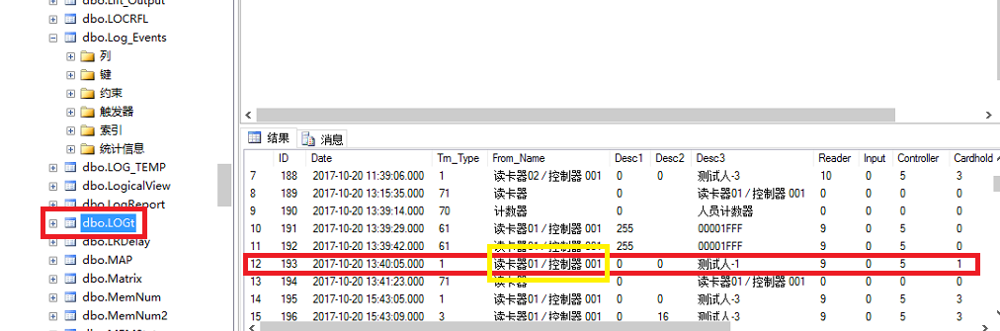 dbo.Lift_Output
dbo.LOCRFL
dbo.Log_Events
列
键
约束
触发器
索引
统计信息
dbo.LOG_TEMP
dbo.LogicalView
dbo.LogReport
dbo.LOGt
dbo.LRDelay
dbo.MAP
dbo.Matrix
dbo.MemNum
dbo.MemNum2
结果 消息
ID Date Trn_Type From_Name Desc1 Desc2 Desc3 Reader Input Controller Cardhold
7 188 2017-10-20 11:39:06.000 1 读卡器02 / 控制器 001 0 0 测试人-3 10 0 5 3
8 189 2017-10-20 13:15:35.000 71 读卡器 0 读卡器01 / 控制器 001 0 0 0 0
9 190 2017-10-20 13:39:14.000 70 计数器 0 人员计数器 0 0 0 0
10 191 2017-10-20 13:39:29.000 61 读卡器01 / 控制器 001 255 00001FFF 9 0 5 0
11 192 2017-10-20 13:39:42.000 61 读卡器01 / 控制器 001 255 00001FFF 9 0 5 0
12 193 2017-10-20 13:40:05.000 1 读卡器01 / 控制器 001 0 0 测试人-1 9 0 5 1
13 194 2017-10-20 13:41:23.000 71 读卡器 0 读卡器01 / 控制器 001 0 0 0 0
14 195 2017-10-20 15:43:05.000 1 读卡器01 / 控制器 001 0 0 测试人-3 9 0 5 3
15 196 2017-10-20 15:43:09.000 3 读卡器01 / 控制器 001 0 16 测试人-3 9 0 5 3